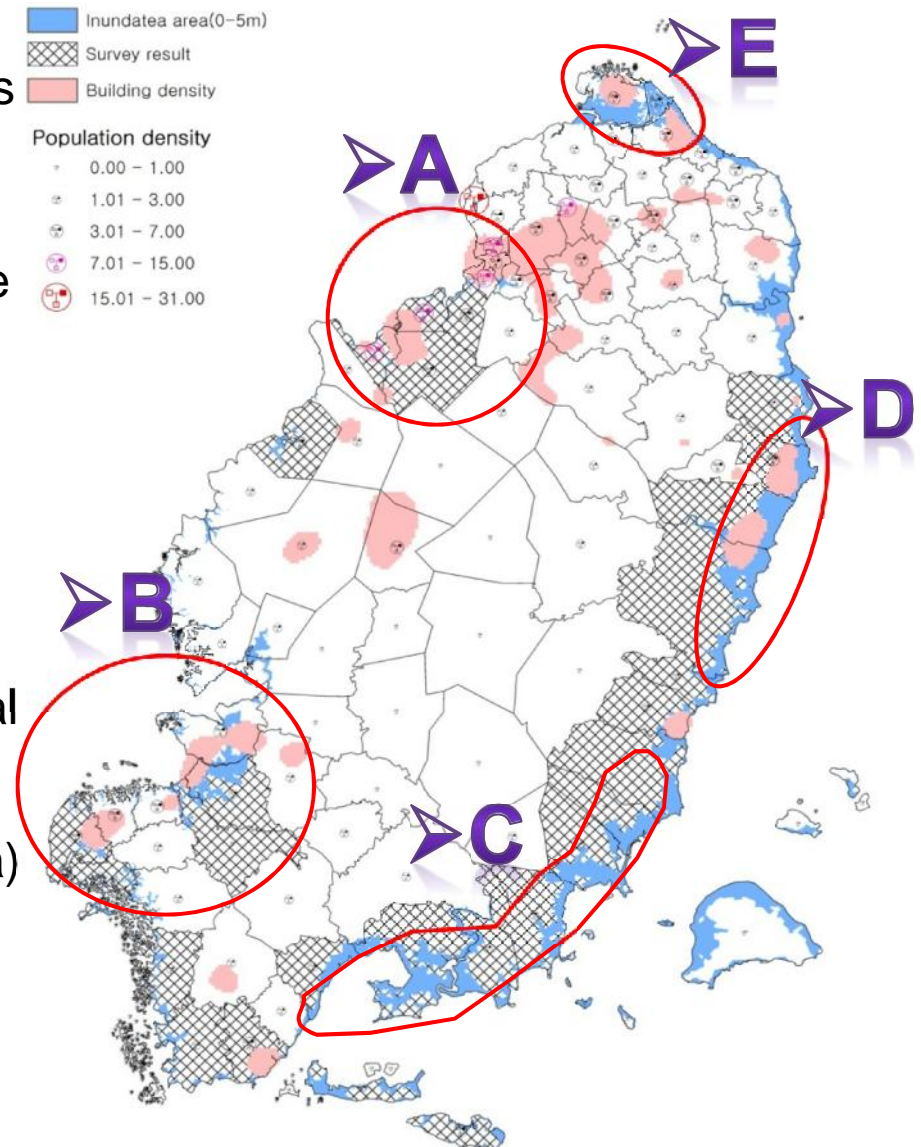 Inundatea area(0-5m)
Survey result
s
Building density
Population density
0.00 - 1.00
1.01 - 3.00
3.01 - 7.00
e
7.01 - 15.00
15.01 - 31.00
E
A
D
B
al
C
a)